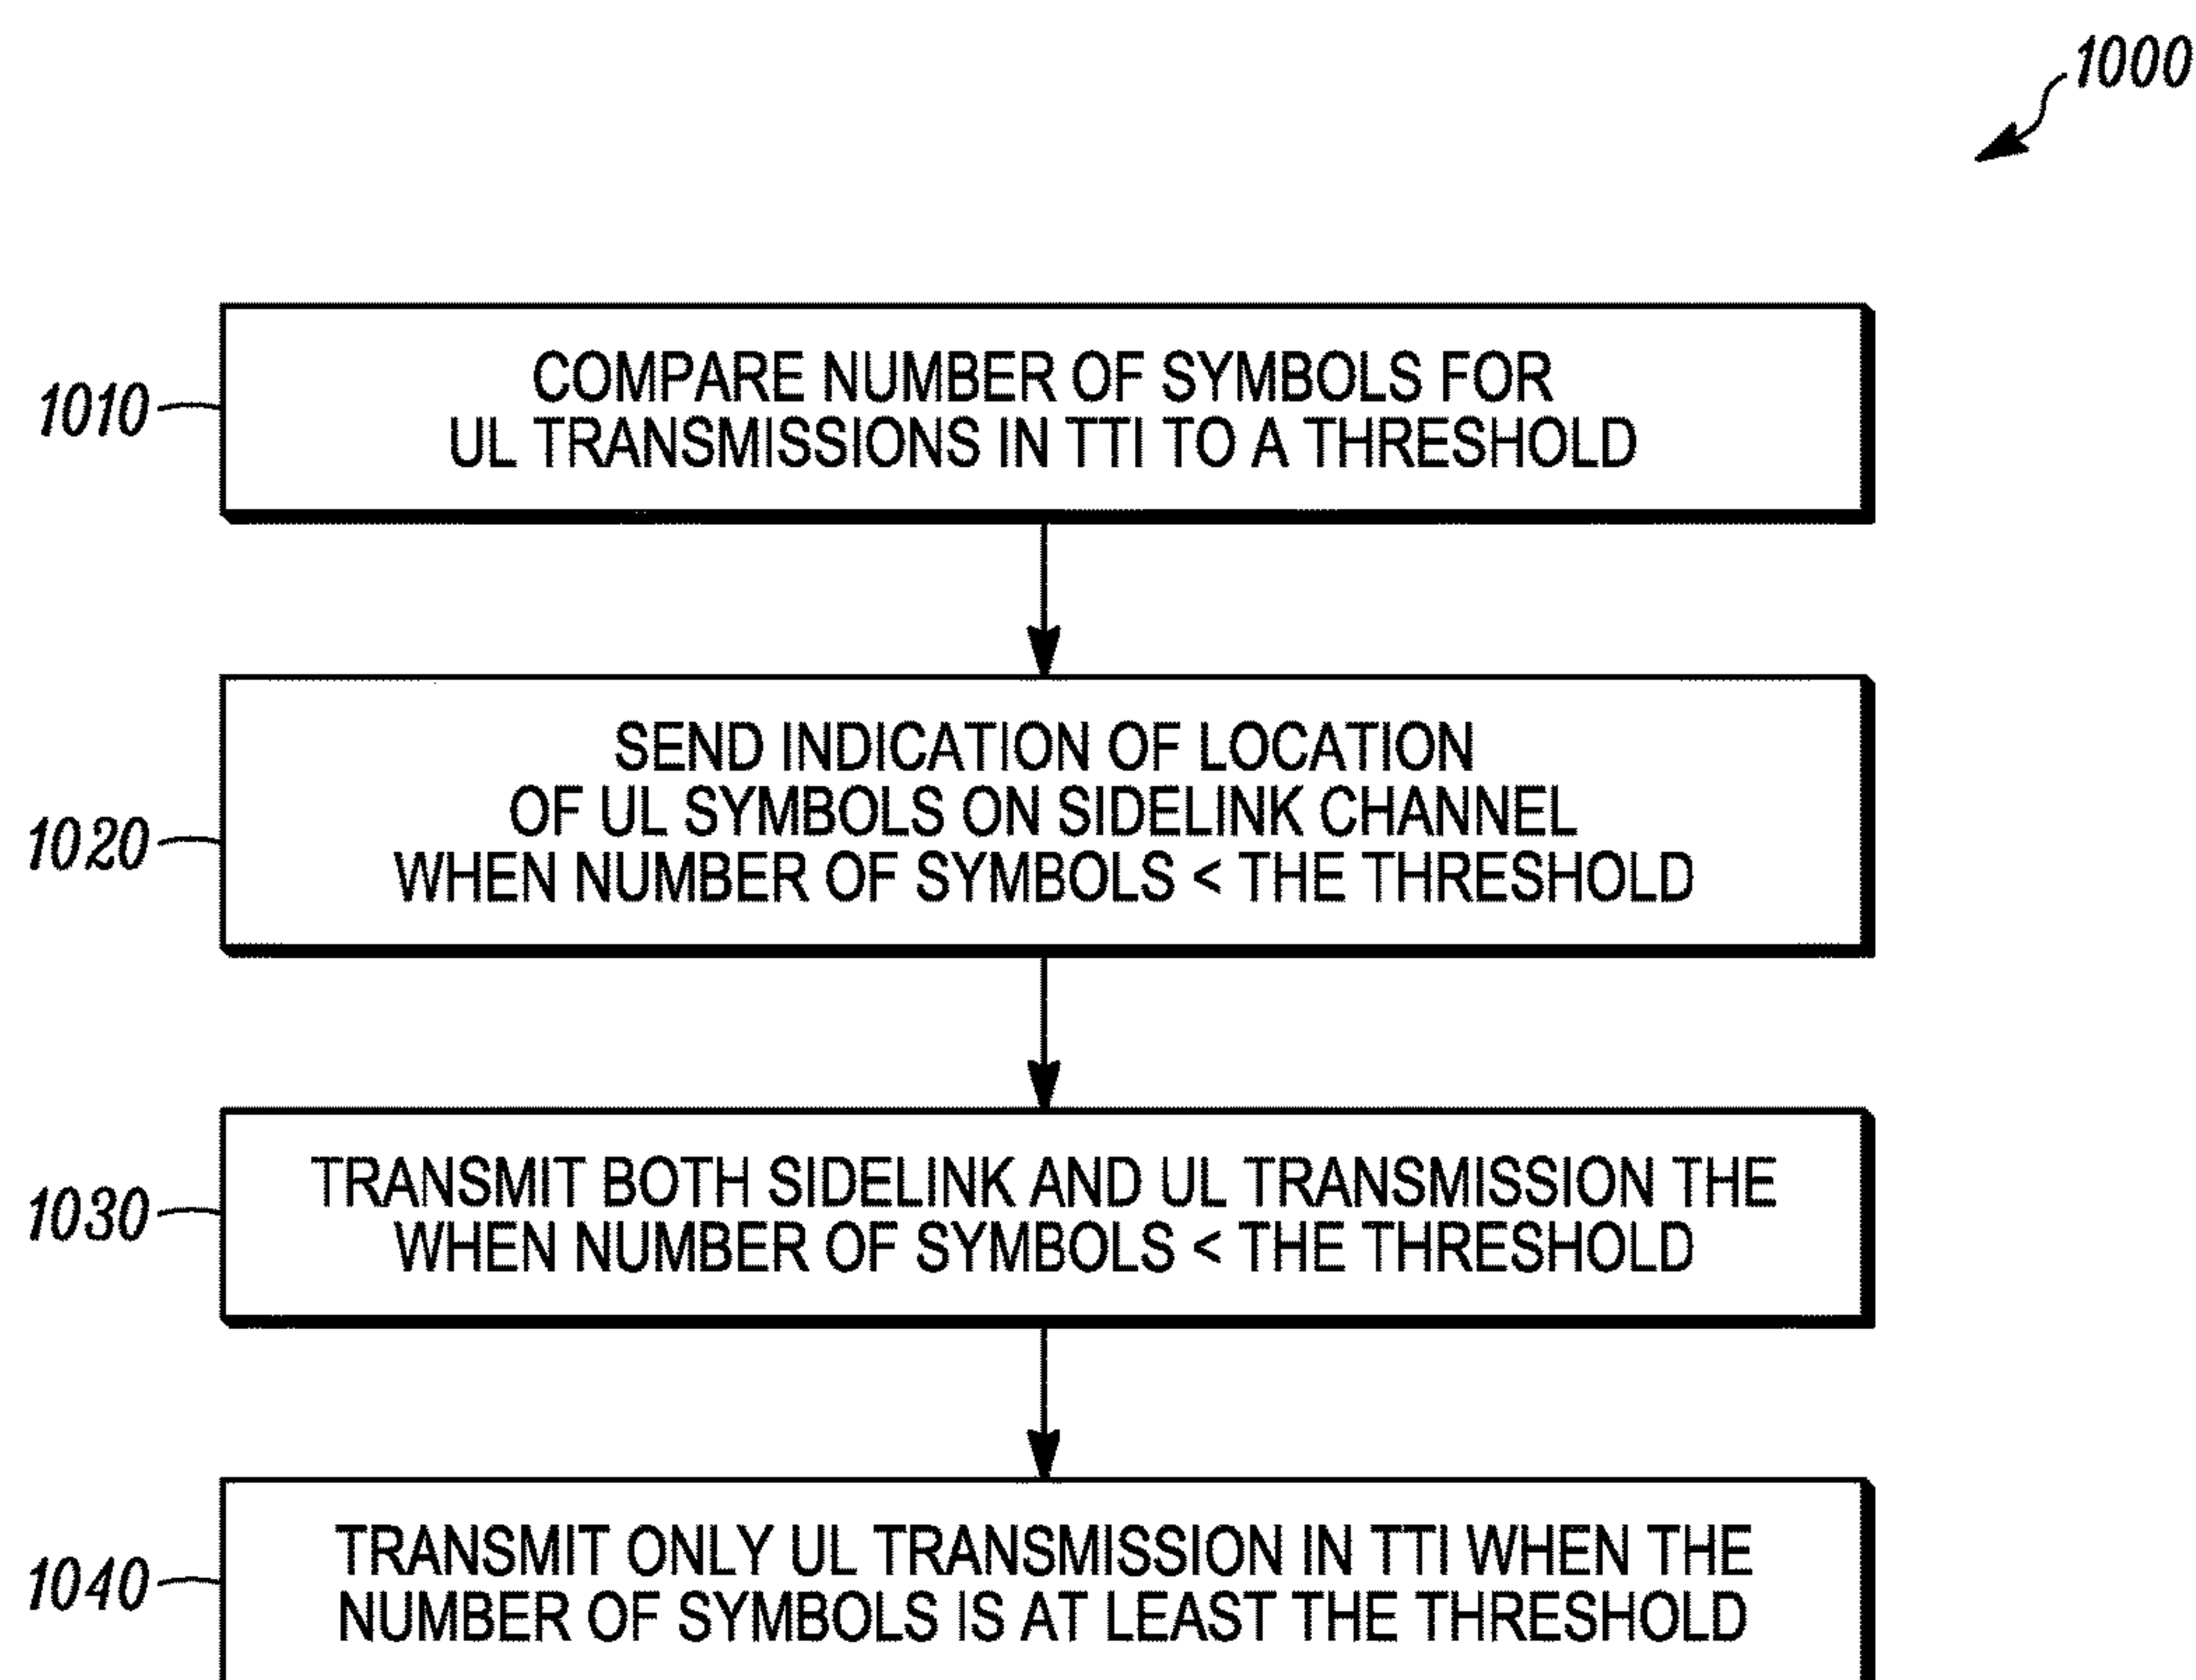 1000
1010
COMPARE NUMBER OF SYMBOLS FOR
UL TRANSMISSIONS IN TTI TO A THRESHOLD
1020
SEND INDICATION OF LOCATION
OF UL SYMBOLS ON SIDELINK CHANNEL
WHEN NUMBER OF SYMBOLS < THE THRESHOLD
1030
TRANSMIT BOTH SIDELINK AND UL TRANSMISSION THE
WHEN NUMBER OF SYMBOLS < THE THRESHOLD
1040
TRANSMIT ONLY UL TRANSMISSION IN TTI WHEN THE
NUMBER OF SYMBOLS IS AT LEAST THE THRESHOLD